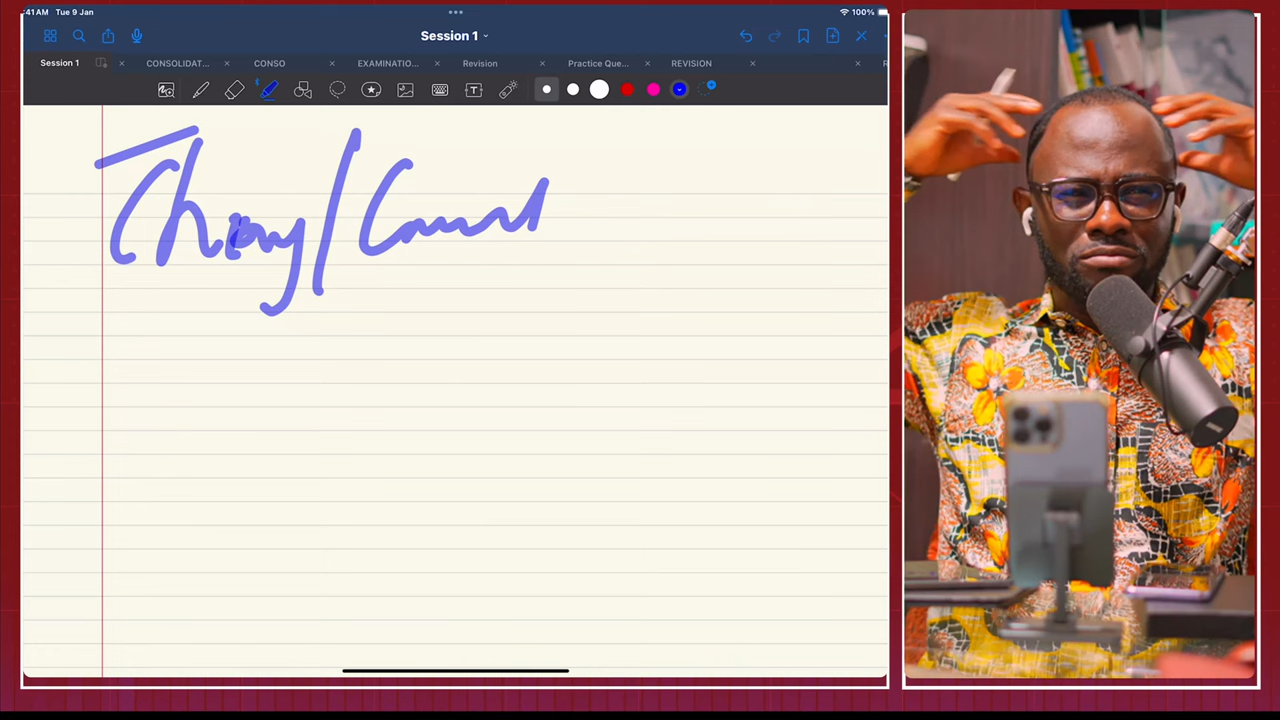 :41 AM Tue 9 Jan
100%
Session 1
Session 1 CONSOLIDAT... CONSO EXAMINATIO... Revision Practice Que... REVISION
Theory/